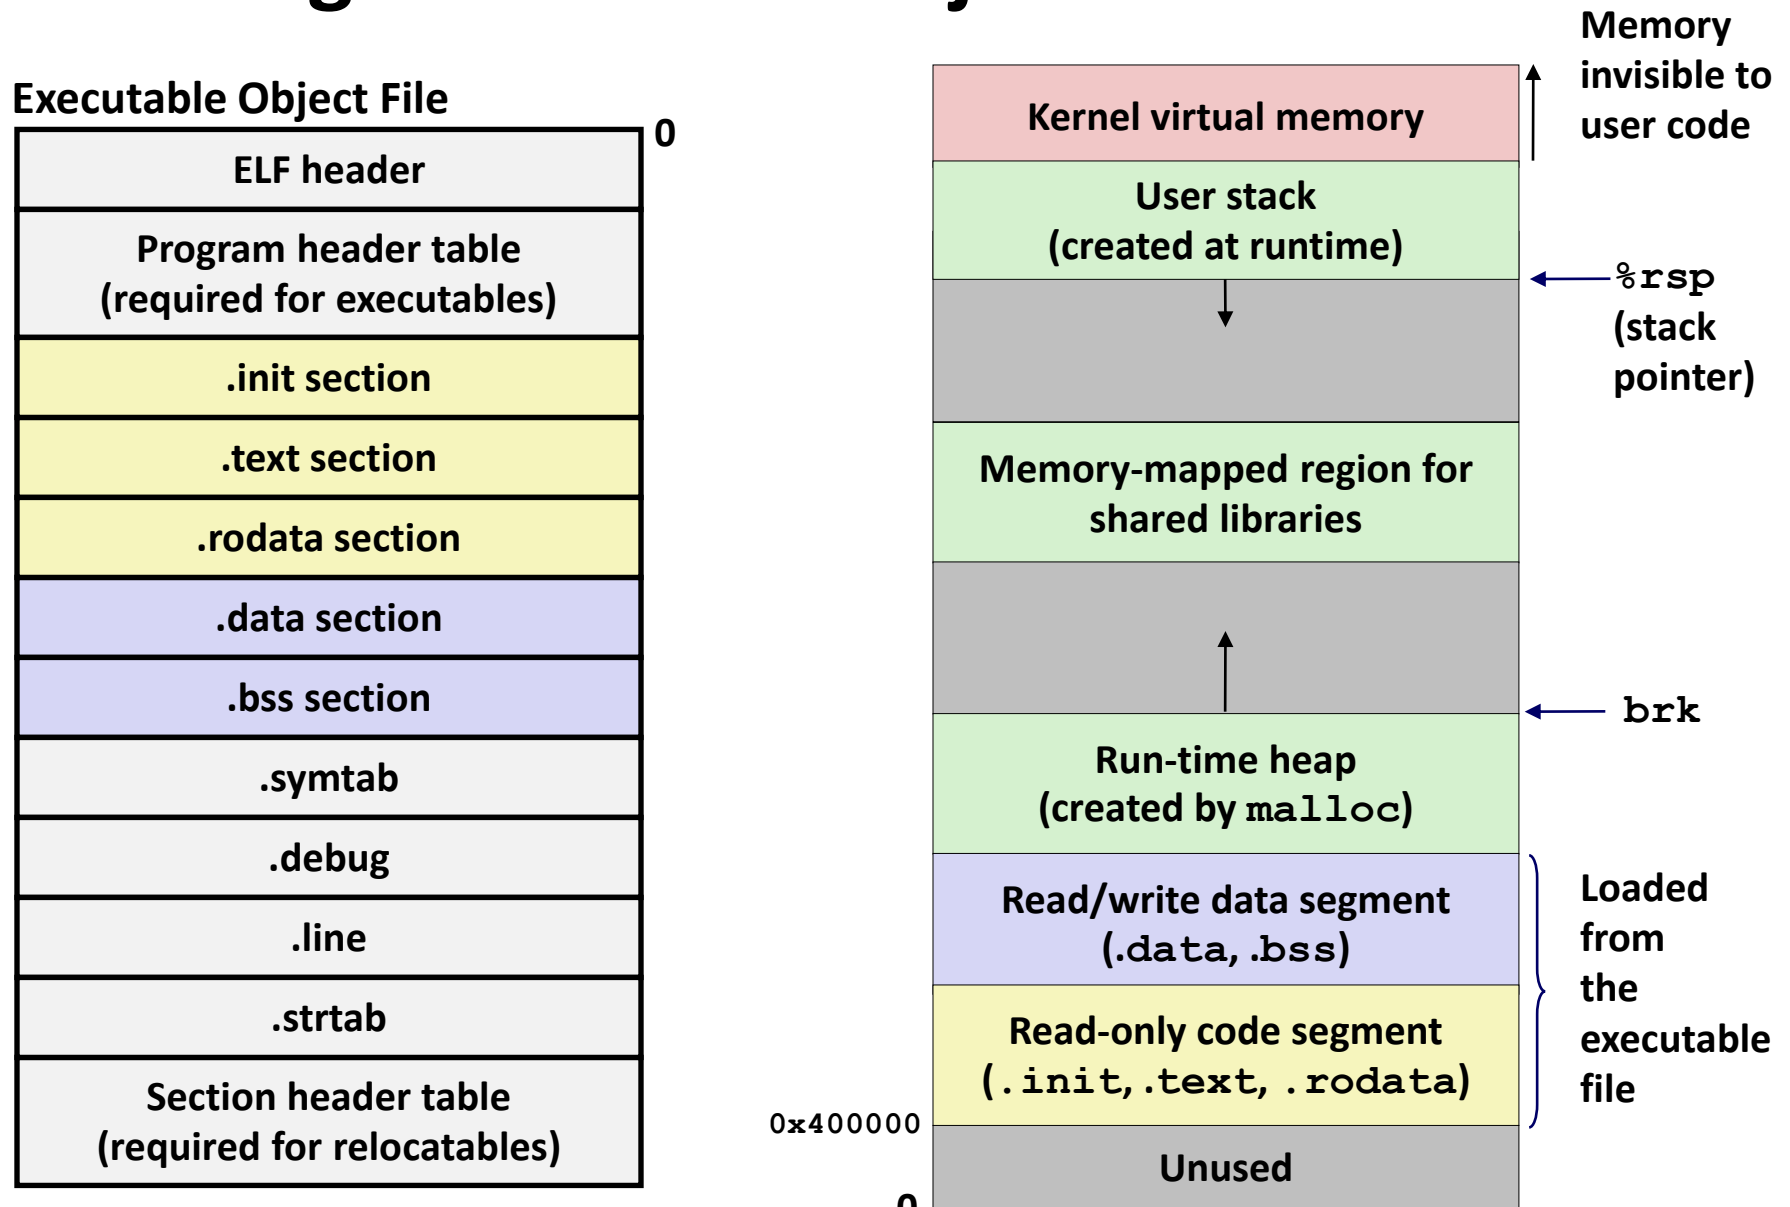 Executable Object File
0
ELF header
Program header table
(required for executables)
.init section
.text section
.rodata section
.data section
.bss section
.symtab
.debug
.line
.strtab
Section header table
(required for relocatables)
Kernel virtual memory
Memory
invisible to
user code
User stack
(created at runtime)
%rsp
(stack
pointer)
Memory-mapped region for
shared libraries
brk
Run-time heap
(created by malloc)
Read/write data segment
(.data, .bss)
Read-only code segment
(.init, .text, .rodata)
Loaded
from
the
executable
file
0x400000
Unused
0